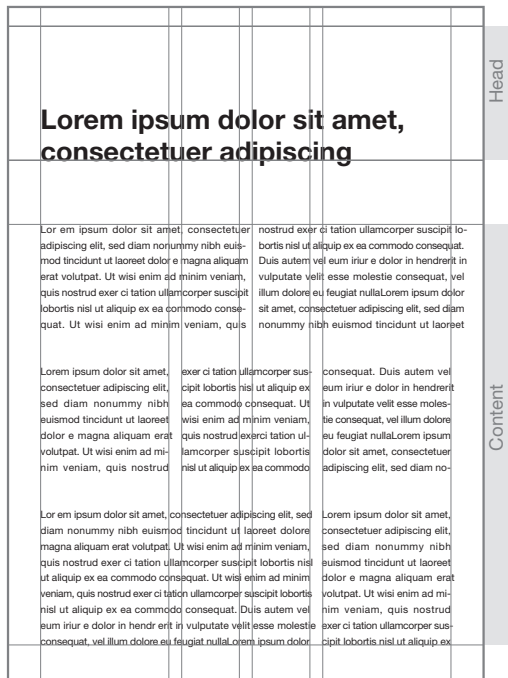 Head
Lorem ipsum dolor sit amet,
consectetuer adipiscing
Content
Lor em ipsum dolor sit amet, consectetuer
adipiscing elit, sed diam nonummy nibh euis-
mod tincidunt ut laoreet dolor e magna aliquam
erat volutpat. Ut wisi enim ad minim veniam,
quis nostrud exer ci tation ullamcorper suscipit
lobortis nisl ut aliquip ex ea commodo conse-
quat. Ut wisi enim ad minim veniam, quis
nostrud exer ci tation ullamcorper suscipit lo-
bortis nisl ut aliquip ex ea commodo consequat.
Duis autem vel eum iriur e dolor in hendrerit in
vulputate velit esse molestie consequat, vel
illum dolore eu feugiat nullaLorem ipsum dolor
sit amet, consectetuer adipiscing elit, sed diam
nonummy nibh euismod tincidunt ut laoreet
Lorem ipsum dolor sit amet,
consectetuer adipiscing elit,
sed diam nonummy nibh
euismod tincidunt ut laoreet
dolor e magna aliquam erat
volutpat. Ut wisi enim ad mi-
nim veniam, quis nostrud
exer ci tation ullamcorper sus-
cipit lobortis nisl ut aliquip ex
ea commodo consequat. Ut
wisi enim ad minim veniam,
quis nostrud exerci tation ul-
lamcorper suscipit lobortis
nisl ut aliquip ex ea commodo
consequat. Duis autem vel
eum iriur e dolor in hendrerit
in vulputate velit esse moles-
tie consequat, vel illum dolore
eu feugiat nullaLorem ipsum
dolor sit amet, consectetuer
adipiscing elit, sed diam no-
Lor em ipsum dolor sit amet, consectetuer adipiscing elit, sed
diam nonummy nibh euismod tincidunt ut laoreet dolore
magna aliquam erat volutpat. Ut wisi enim ad minim veniam,
quis nostrud exer ci tation ullamcorper suscipit lobortis nisl
ut aliquip ex ea commodo consequat. Ut wisi enim ad minim
veniam, quis nostrud exer ci tation ullamcorper suscipit lobortis
nisl ut aliquip ex ea commodo consequat. Duis autem vel
eum iriur e dolor in hendr erit in vulputate velit esse molestie
consequat, vel illum dolore eu feugiat nullaLorem ipsum dolor
Lorem ipsum dolor sit amet,
consectetuer adipiscing elit,
sed diam nonummy nibh
euismod tincidunt ut laoreet
dolor e magna aliquam erat
volutpat. Ut wisi enim ad mi-
nim veniam, quis nostrud
exer ci tation ullamcorper sus-
cipit lobortis nisl ut aliquip ex